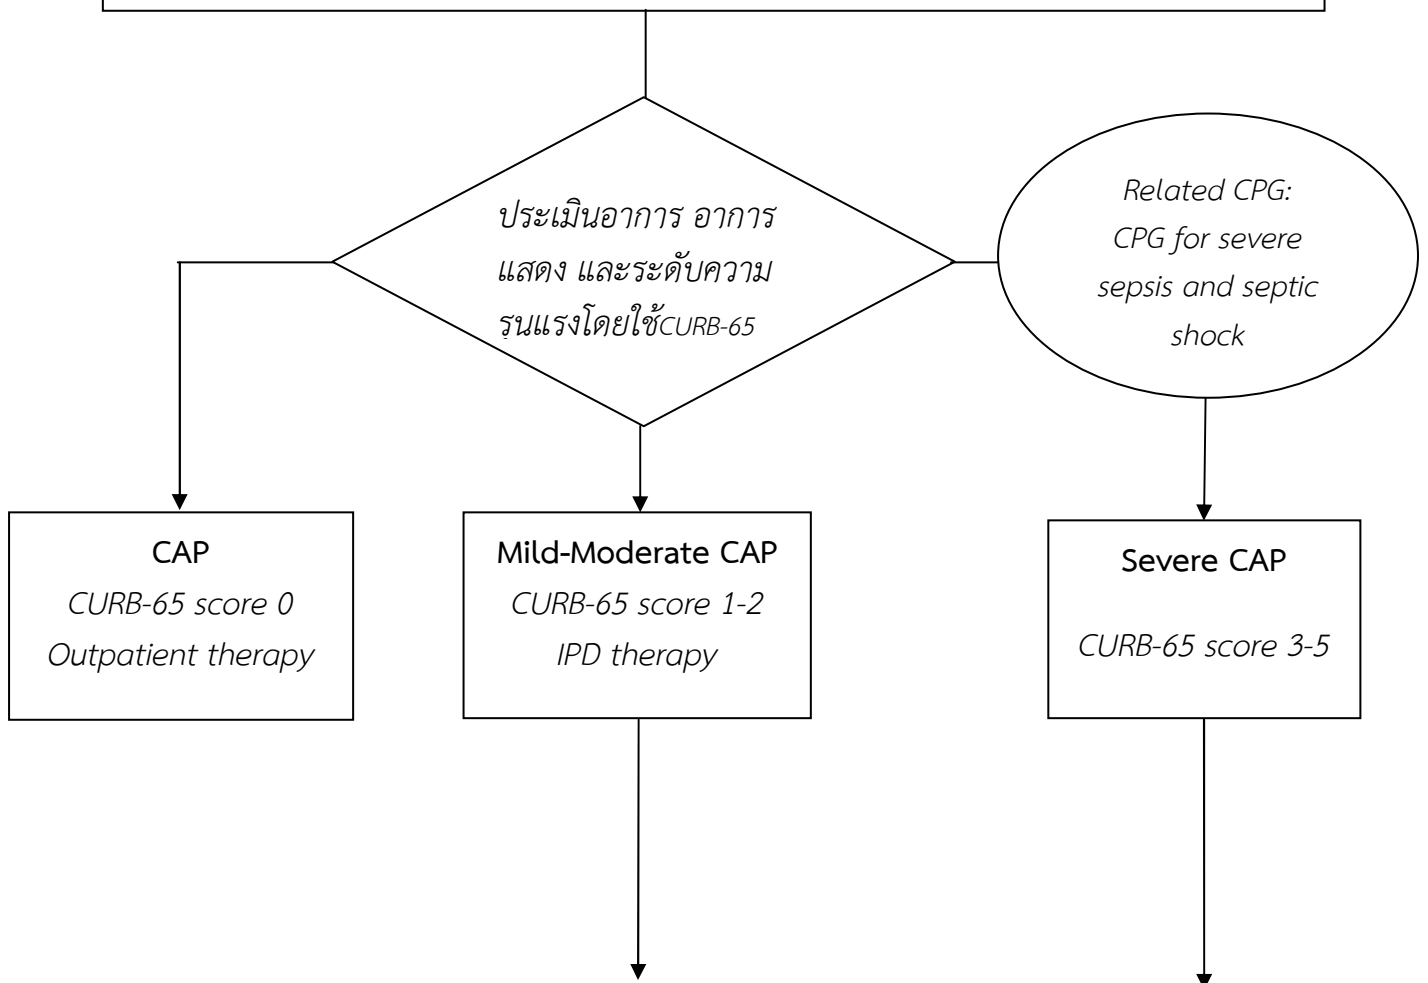 ประเมินอาการ อาการ
แสดง และระดับความ
รุนแรงโดยใช้CURB-65
Related CPG:
CPG for severe
sepsis and septic
shock
CAP
CURB-65 score 0
Outpatient therapy
Mild-Moderate CAP
CURB-65 score 1-2
IPD therapy
Severe CAP
CURB-65 score 3-5